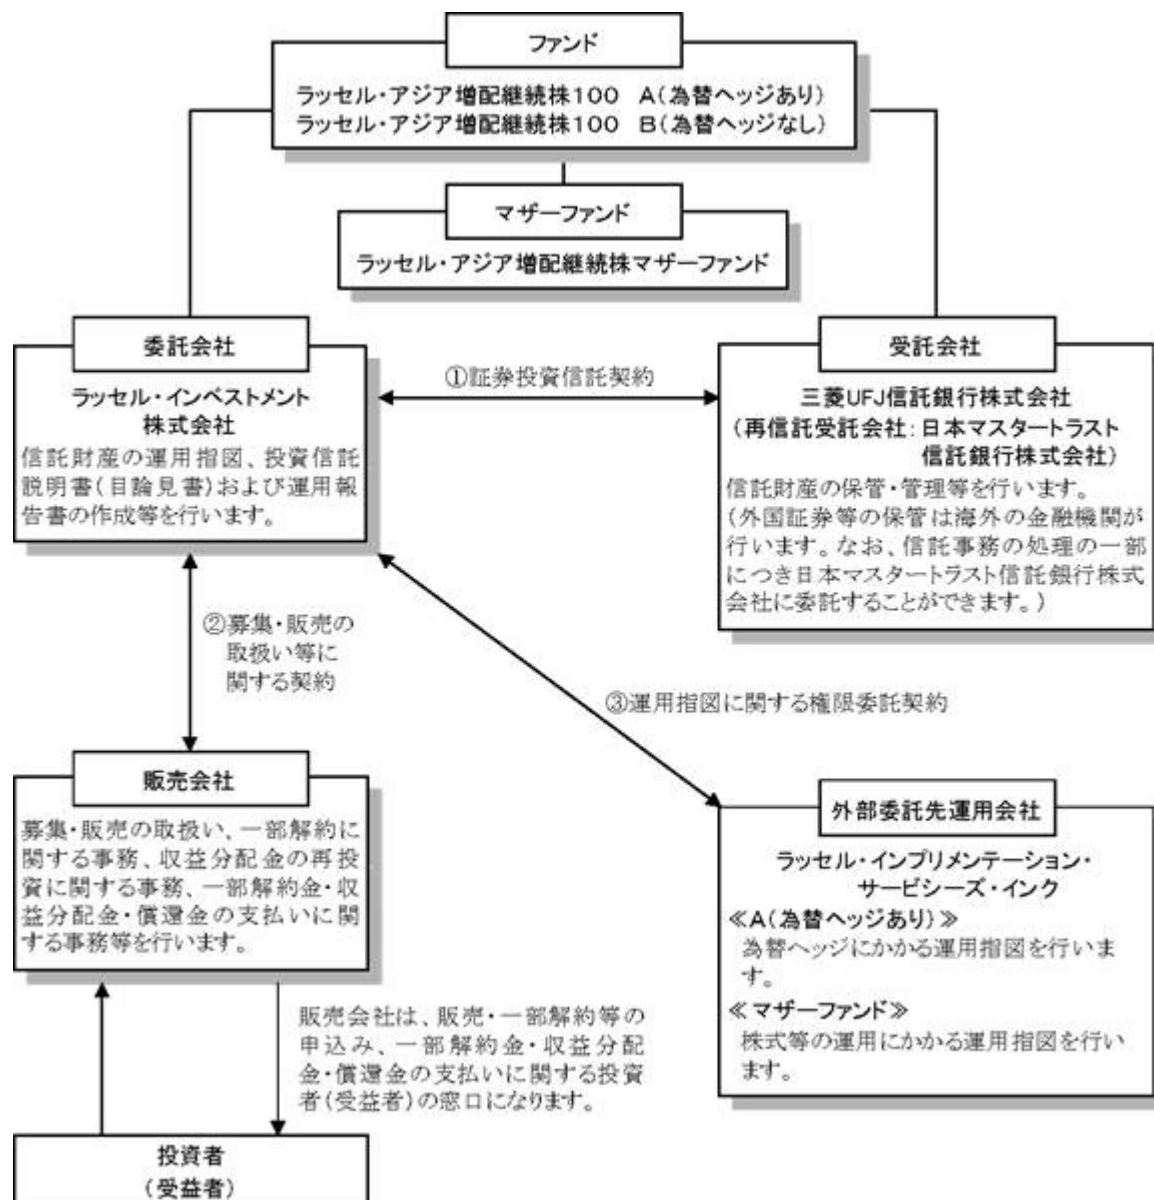 ファンド
ラッセル・アジア増配継続株100 A(為替ヘッジあり)
ラッセル・アジア増配継続株100 B(為替ヘッジなし)
マザーファンド
ラッセル・アジア増配継続株マザーファンド
委託会社
ラッセル・インベストメント
株式会社
信託財産の運用指図、投資信託
説明書(目論見書)および運用報
告書の作成等を行います。
①証券投資信託契約
受託会社
三菱UFJ信託銀行株式会社
(再信託受託会社:日本マスタートラスト
信託銀行株式会社)
信託財産の保管・管理等を行います。
(外国証券等の保管は海外の金融機関が
行います。なお、信託事務の処理の一部
につき日本マスタートラスト信託銀行株式
会社に委託することができます。)
②募集・販売の
取扱い等に
関する契約
③運用指図に関する権限委託契約
販売会社
募集・販売の取扱い、一部解約に
関する事務、収益分配金の再投
資に関する事務、一部解約金・収
益分配金・償還金の支払いに関
する事務等を行います。
外部委託先運用会社
ラッセル・インプリメンテーション・
サービシーズ・インク
≪A(為替ヘッジあり)≫
為替ヘッジにかかる運用指図を行いま
す。
≪マザーファンド≫
株式等の運用にかかる運用指図を行い
ます。
販売会社は、販売・一部解約等の
申込み、一部解約金・収益分配
金・償還金の支払いに関する投資
者(受益者)の窓口になります。
投資者
(受益者)